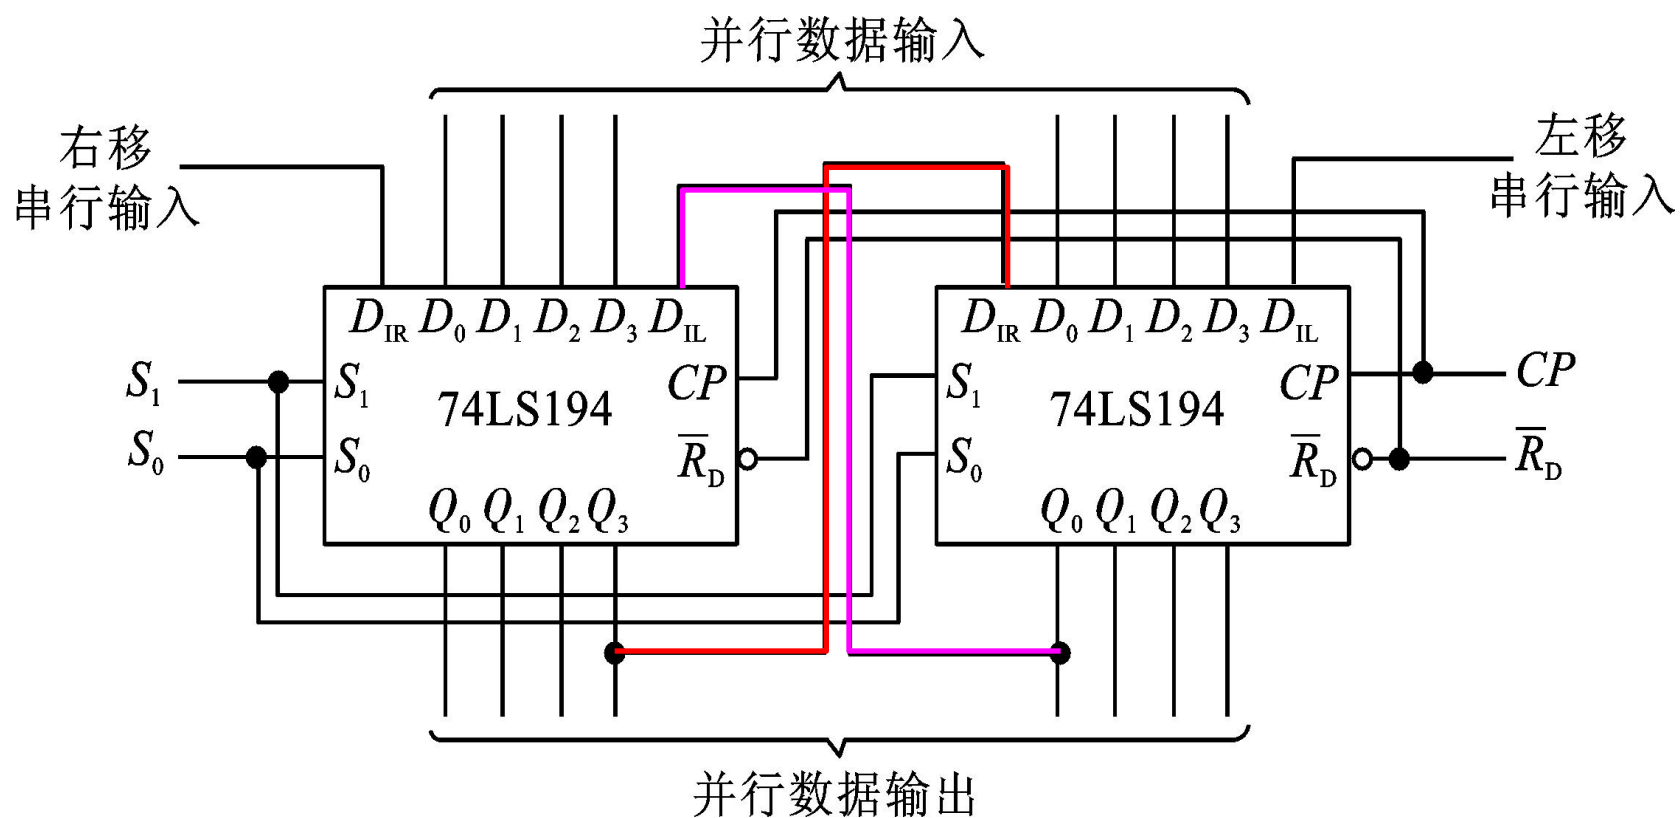 并行数据输入
右移
串行输入
左移
串行输入
D_IR D_0 D_1 D_2 D_3 D_IL
D_IR D_0 D_1 D_2 D_3 D_IL
S_1 S_1 74LS194 CP
S_1 74LS194 CP CP
S_0 S_0 R̅_D
S_0 R̅_D R̅_D
Q_0 Q_1 Q_2 Q_3
Q_0 Q_1 Q_2 Q_3
并行数据输出